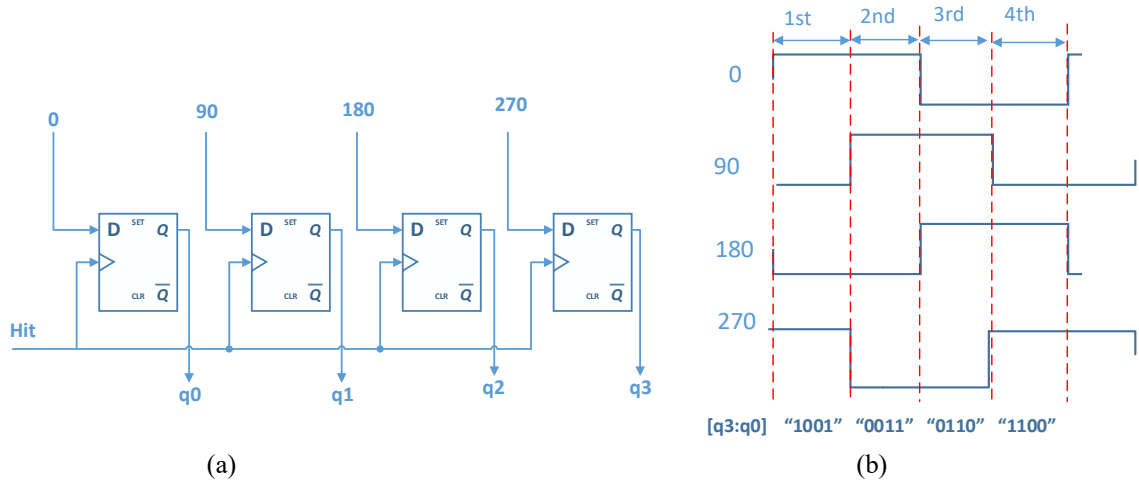 0
90
180
270
D SET Q
CLR Q
D SET Q
CLR Q
D SET Q
CLR Q
D SET Q
CLR Q
Hit
q0
q1
q2
q3
(a)
1st 2nd 3rd 4th
0
90
180
270
[q3:q0] “1001” “0011” “0110” “1100”
(b)